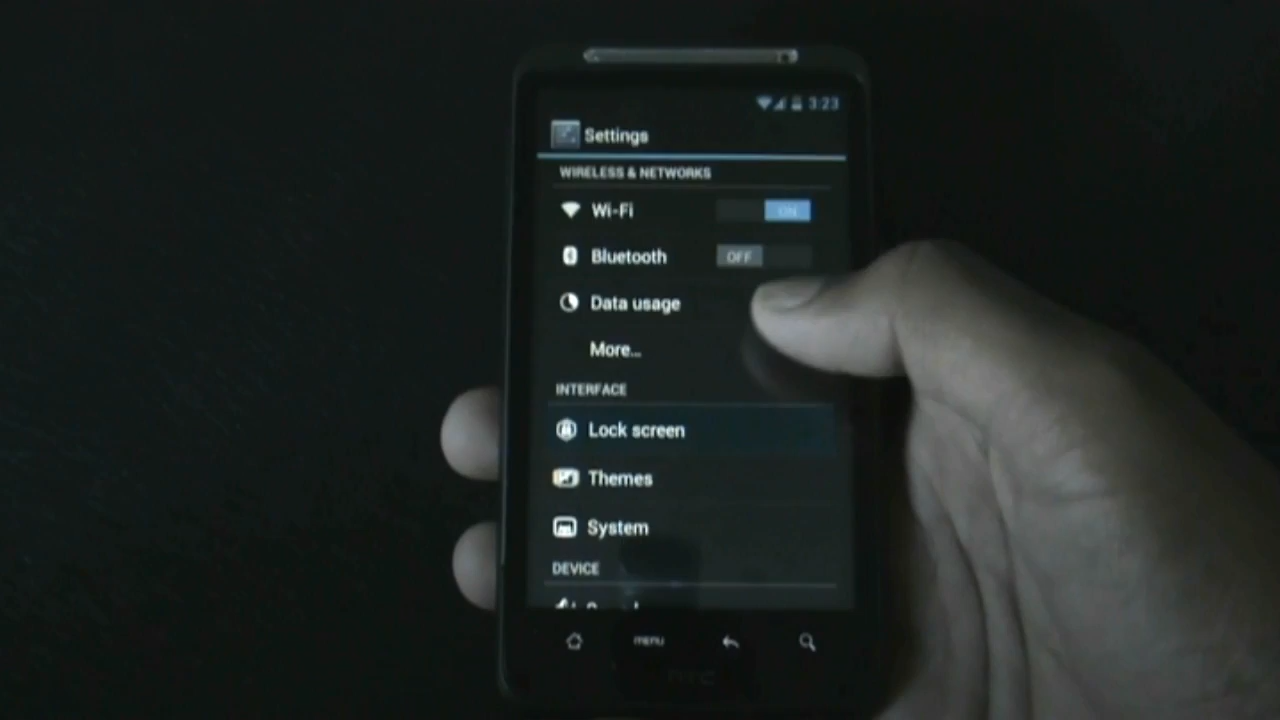 3:23
Settings
WIRELESS & NETWORKS
Wi-Fi ON
Bluetooth OFF
Data usage
More...
INTERFACE
Lock screen
Themes
System
DEVICE
MENU